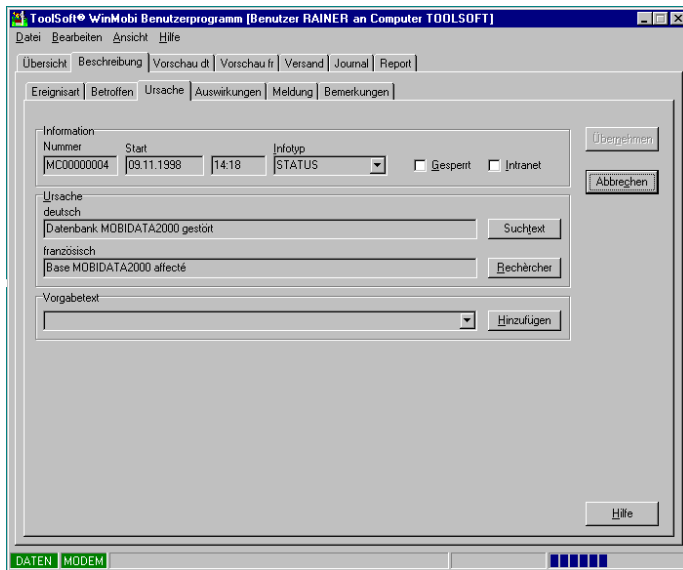 ToolSoft® WinMobi Benutzerprogramm [Benutzer RAINER an Computer TOOLSOFT]
Datei Bearbeiten Ansicht Hilfe
Übersicht Beschreibung Vorschau dt Vorschau fr Versand Journal Report
Ereignisart Betroffen Ursache Auswirkungen Meldung Bemerkungen
Information
Nummer Start Infotyp
MC00000004 09.11.1998 14:18 STATUS Gesperrt Intranet
Übernehmen
Abbrechen
Ursache
deutsch
Datenbank MOBIDATA2000 gestört Suchtext
französisch
Base MOBIDATA2000 affecté Rechèrcher
Vorgabetext
Hinzufügen
Hilfe
DATEN MODEM